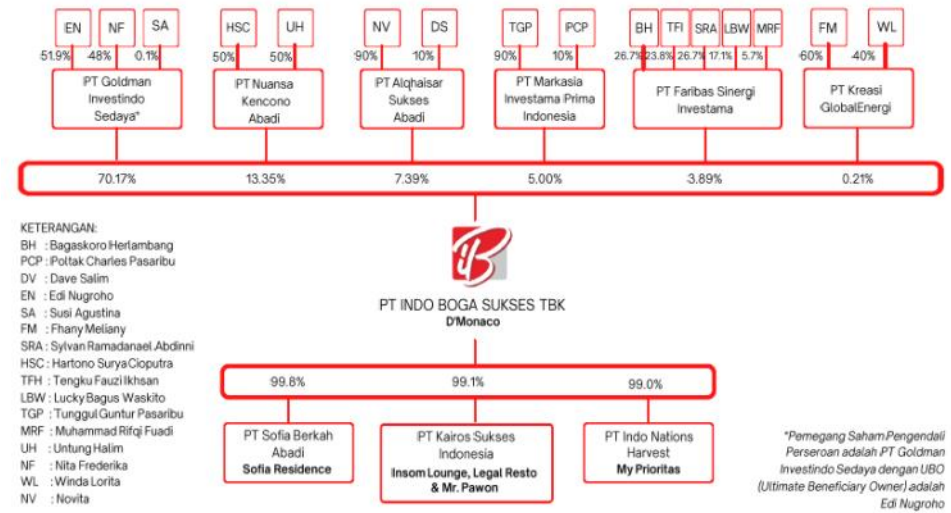 EN NF SA HSC UH NV DS TGP PCP BH TFI SRA LBW MRF FM WL
51.9% 48% 0.1% 50% 50% 90% 10% 90% 10% 26.7% 23.8% 26.7% 17.1% 5.7% 60% 40%
PT Goldman
Investindo
Sedaya*
PT Nuansa
Kencono
Abadi
PT Alqhaisar
Sukses
Abadi
PT Markasia
Investama Prima
Indonesia
PT Faribas Sinergi
Investama
PT Kreasi
GlobalEnergi
70.17% 13.35% 7.39% 5.00% 3.89% 0.21%
KETERANGAN:
BH : Bagaskoro Herlambang
PCP : Poltak Charles Pasaribu
DV : Dave Salim
EN : Edi Nugroho
SA : Susi Agustina
FM : Fhany Meliany
SRA : Sylvan Ramadanael Abdinni
HSC : Hartono Surya Cioputra
TFH : Tengku Fauzi Ikhsan
LBW : Lucky Bagus Waskito
TGP : Tunggul Guntur Pasaribu
MRF : Muhammad Rifqi Fuadi
UH : Untung Halim
NF : Nita Frederika
WL : Winda Lorita
NV : Novita
iB
PT INDO BOGA SUKSES TBK
D'Monaco
99.8% 99.1% 99.0%
PT Sofia Berkah
Abadi
Sofia Residence
PT Kairos Sukses
Indonesia
Insom Lounge, Legal Resto
& Mr. Pawon
PT Indo Nations
Harvest
My Prioritas
*Pemegang Saham Pengendali
Perseroan adalah PT Goldman
Investindo Sedaya dengan UBO
(Ultimate Beneficiary Owner) adalah
Edi Nugroho